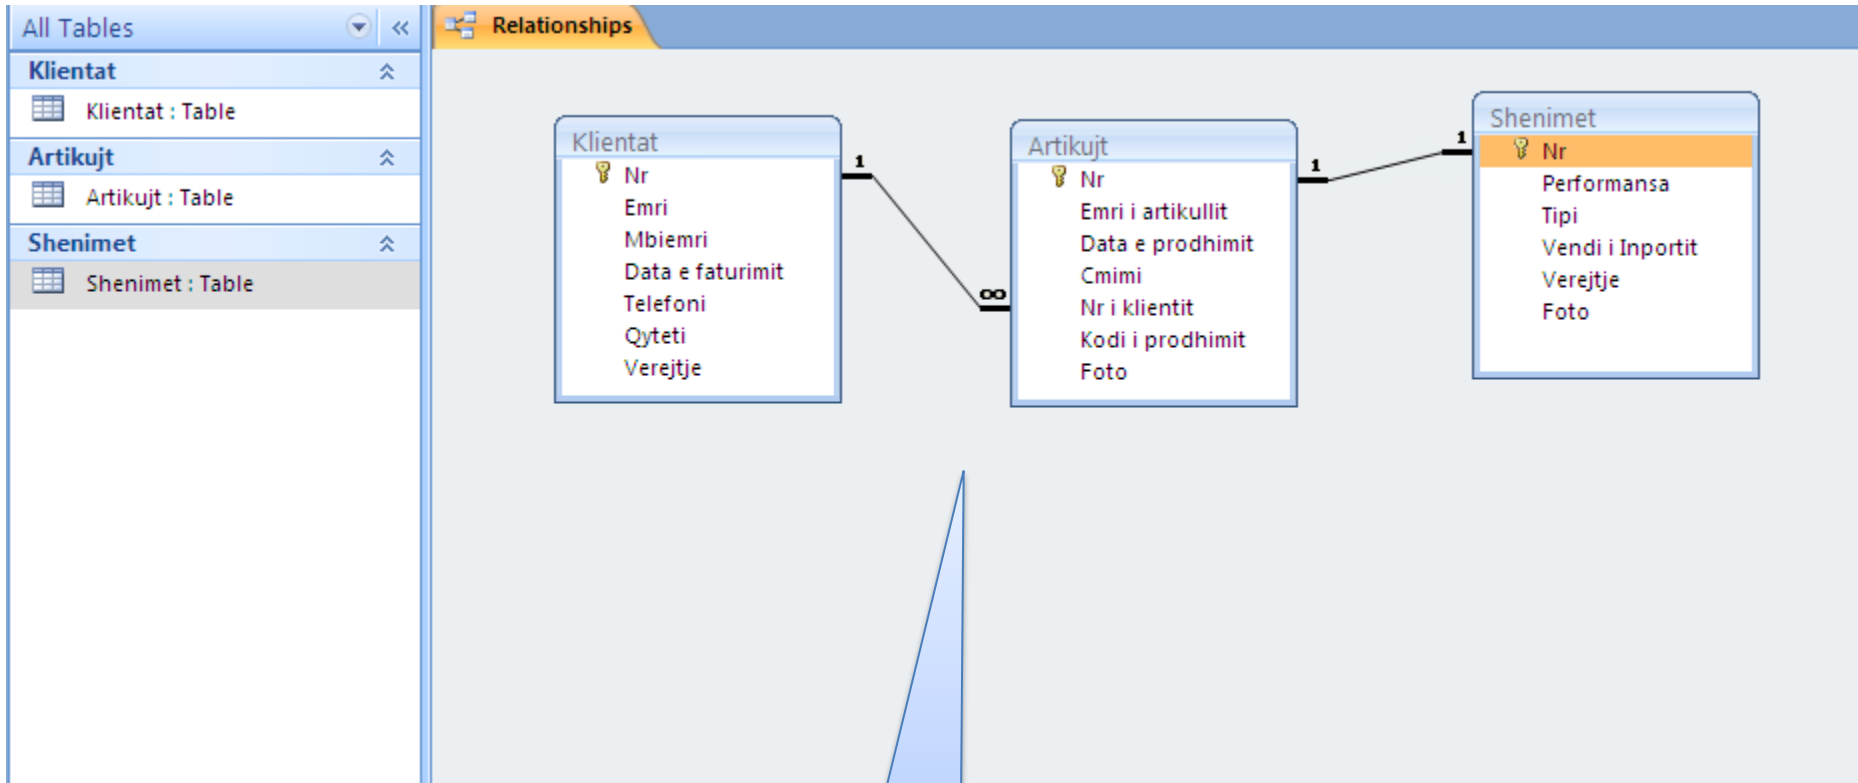 All Tables
Klientat
Klientat : Table
Artikujt
Artikujt : Table
Shenimet
Shenimet : Table
Relationships
Klientat
Nr
Emri
Mbiemri
Data e faturimit
Telefoni
Qyteti
Verejtje
1
∞
Artikujt
Nr
Emri i artikullit
Data e prodhimit
Cmimi
Nr i klientit
Kodi i prodhimit
Foto
1
1
Shenimet
Nr
Performansa
Tipi
Vendi i Inportit
Verejtje
Foto